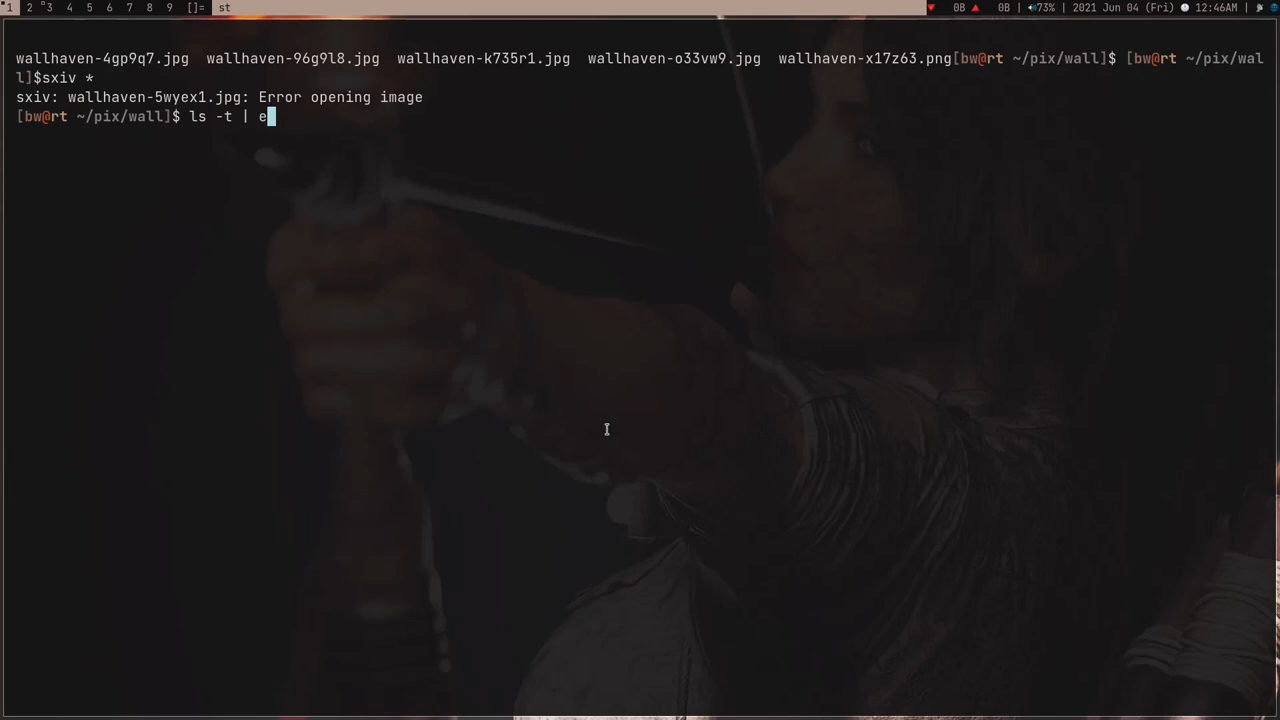 1 2 3 4 5 6 7 8 9 []= st 0B 0B | 73% | 2021 Jun 04 (Fri) 12:46AM |
wallhaven-4gp9q7.jpg wallhaven-96g9l8.jpg wallhaven-k735r1.jpg wallhaven-o33vw9.jpg wallhaven-x17z63.png[bw@rt ~/pix/wall]$ [bw@rt ~/pix/wal
l]$sxiv *
sxiv: wallhaven-5wyex1.jpg: Error opening image
[bw@rt ~/pix/wall]$ ls -t | e